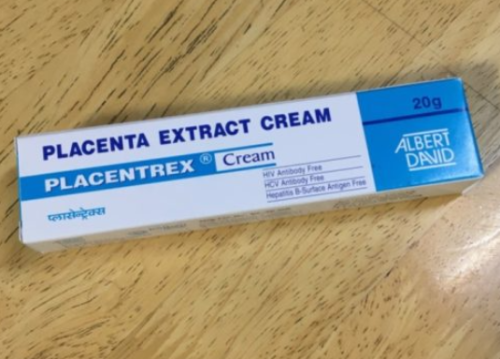 PLACENTA EXTRACT CREAM
PLACENTREX ® Cream
प्लासेन्ट्रेक्स
HIV Antibody Free
HCV Antibody Free
Hepatitis B-Surface Antigen Free
20g
ALBERT
DAVID